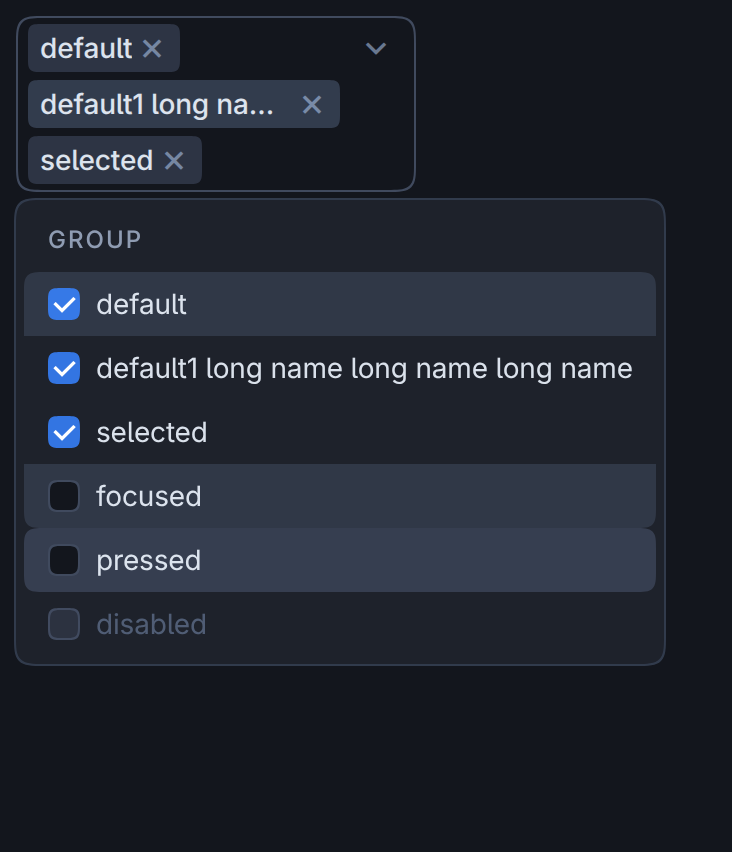 default
default1 long na...
selected
GROUP
default
default1 long name long name long name
selected
focused
pressed
disabled